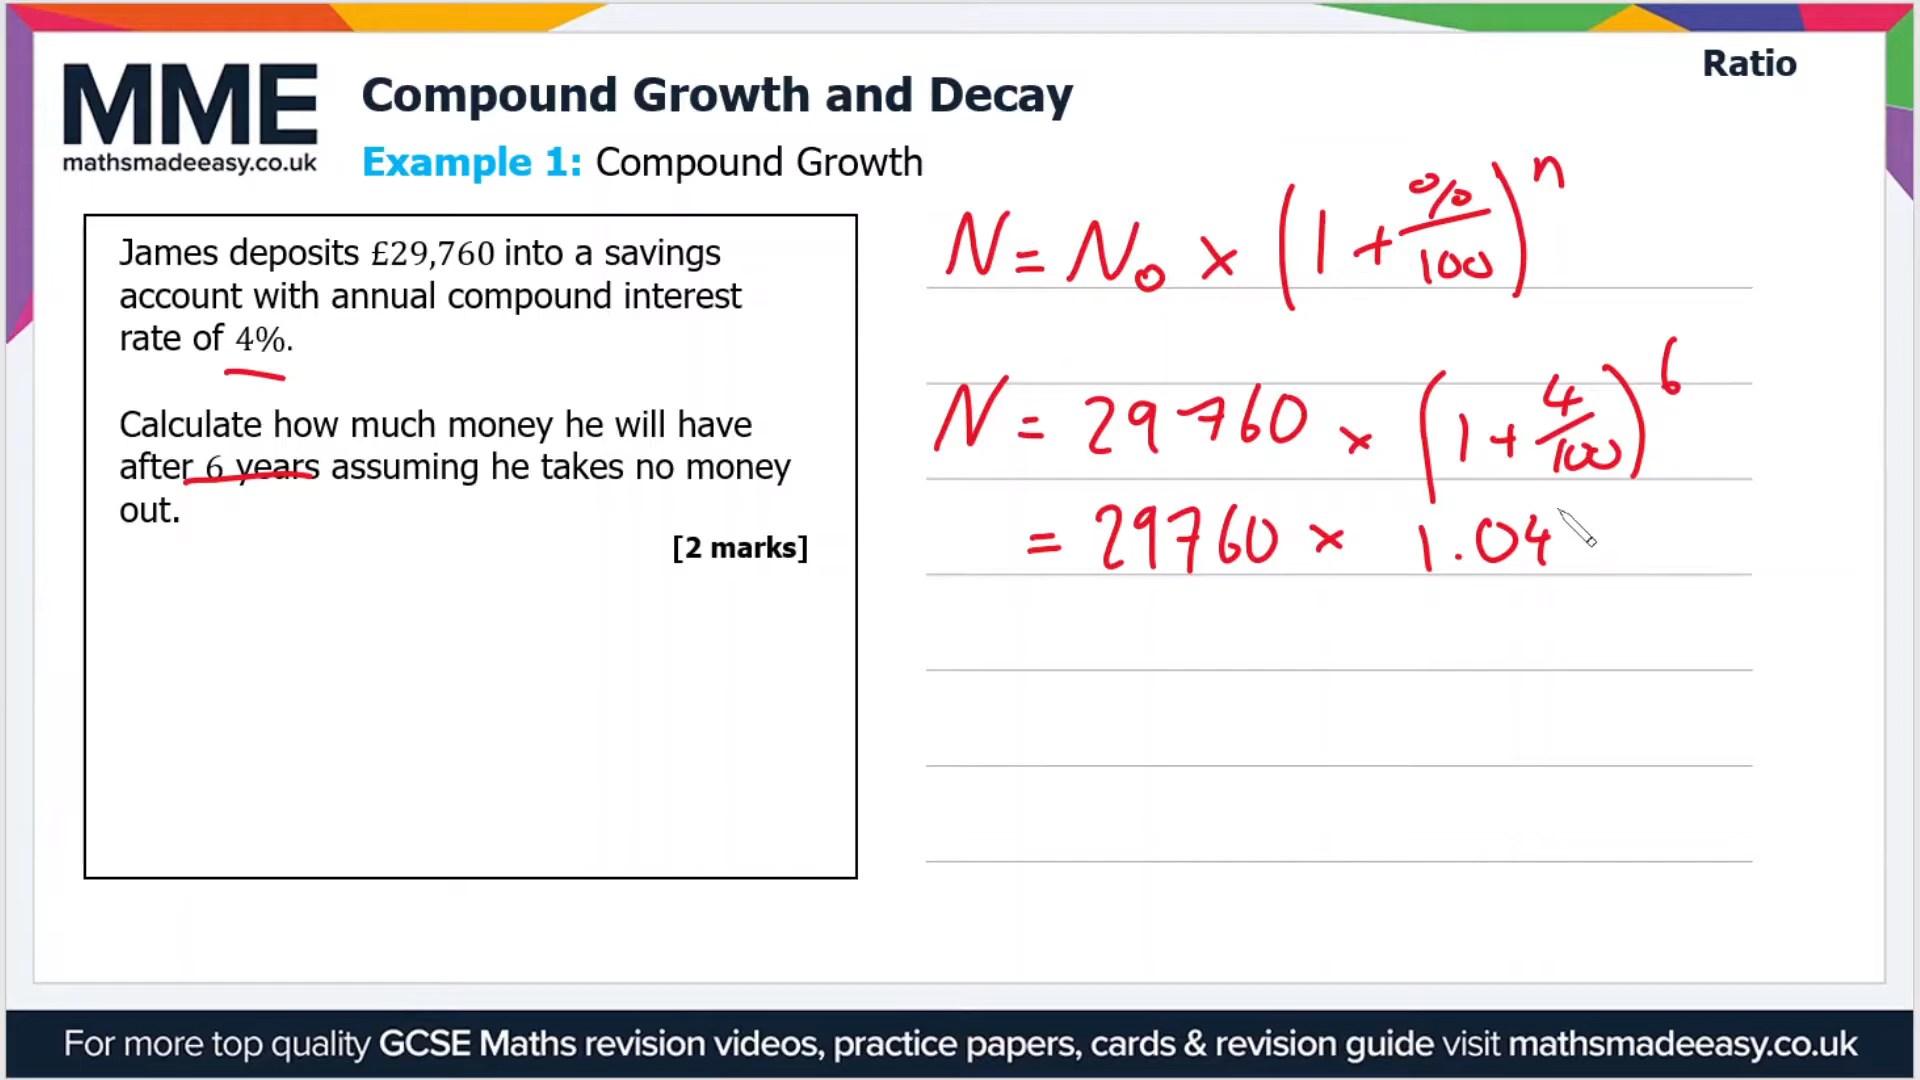 Ratio
MME
mathsmadeeasy.co.uk
Compound Growth and Decay
Example 1: Compound Growth
James deposits £29,760 into a savings
account with annual compound interest
rate of 4%.
Calculate how much money he will have
after 6 years assuming he takes no money
out.
[2 marks]
N = N₀ × (1 + %/100)ⁿ
N = 29760 × (1 + 4/100)⁶
= 29760 × 1.04
For more top quality GCSE Maths revision videos, practice papers, cards & revision guide visit mathsmadeeasy.co.uk